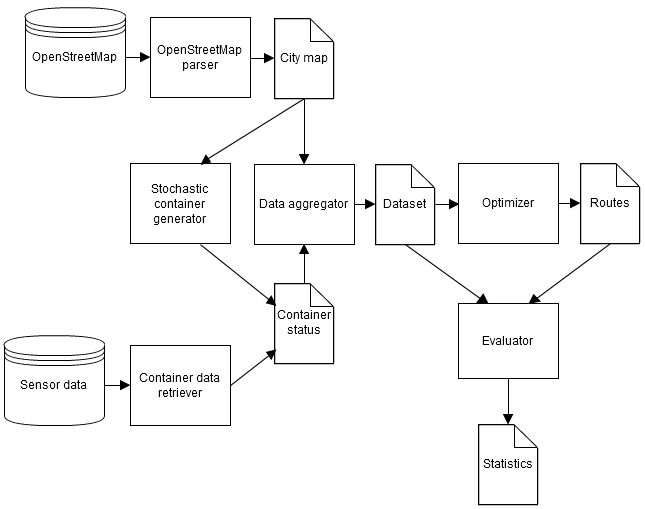 OpenStreetMap
OpenStreetMap
parser
City map
Stochastic
container
generator
Data aggregator
Dataset
Optimizer
Routes
Container
status
Evaluator
Sensor data
Container data
retriever
Statistics